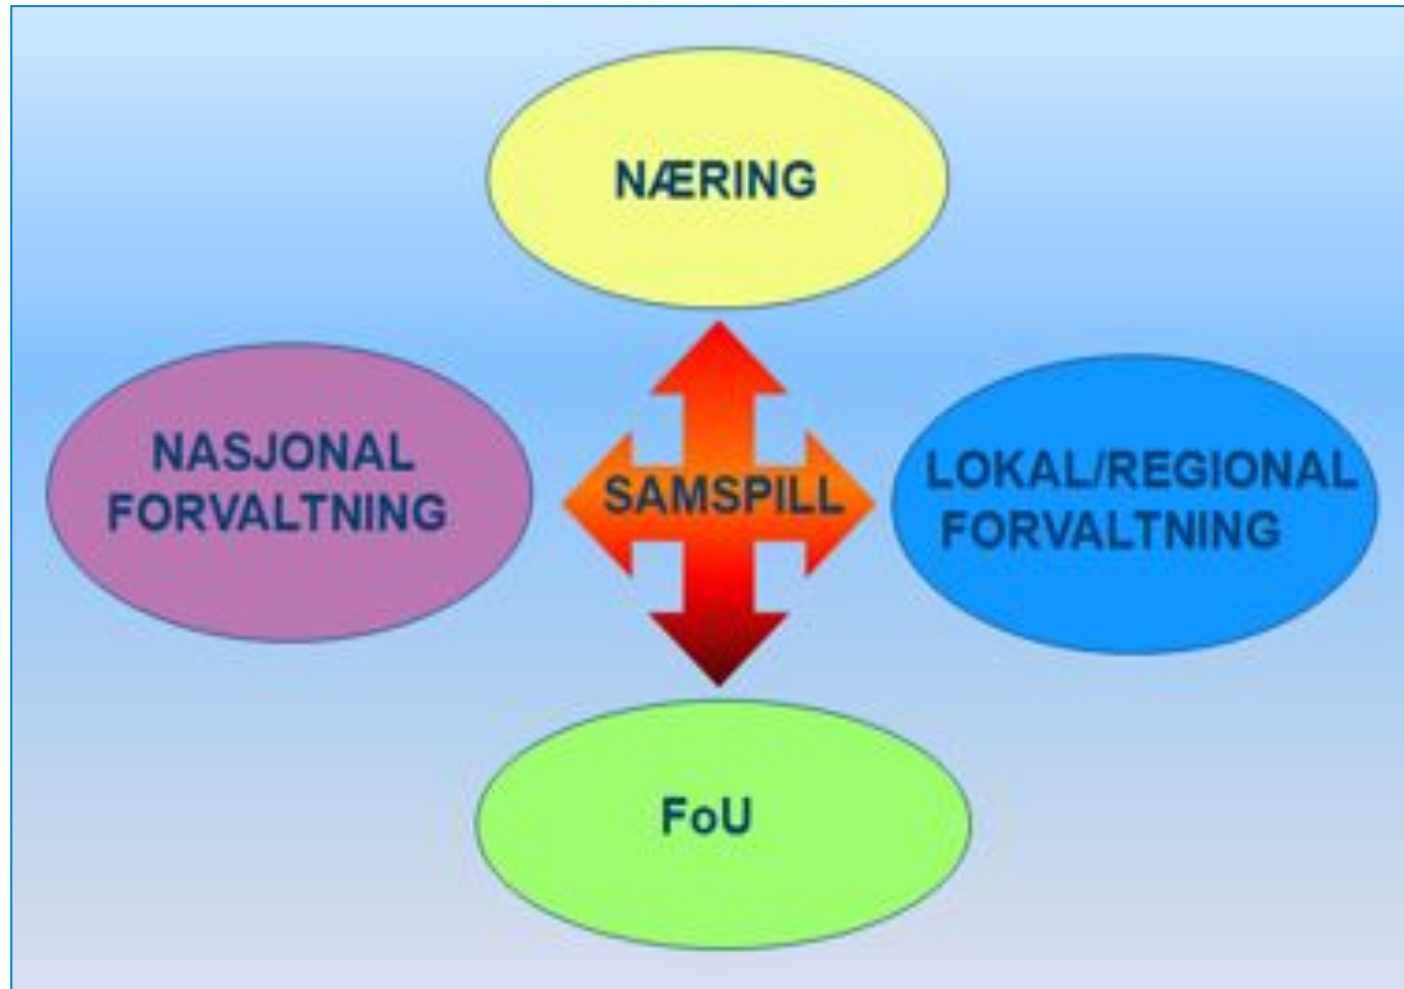 NÆRING
NASJONAL
FORVALTNING
SAMSPILL
LOKAL/REGIONAL
FORVALTNING
FoU